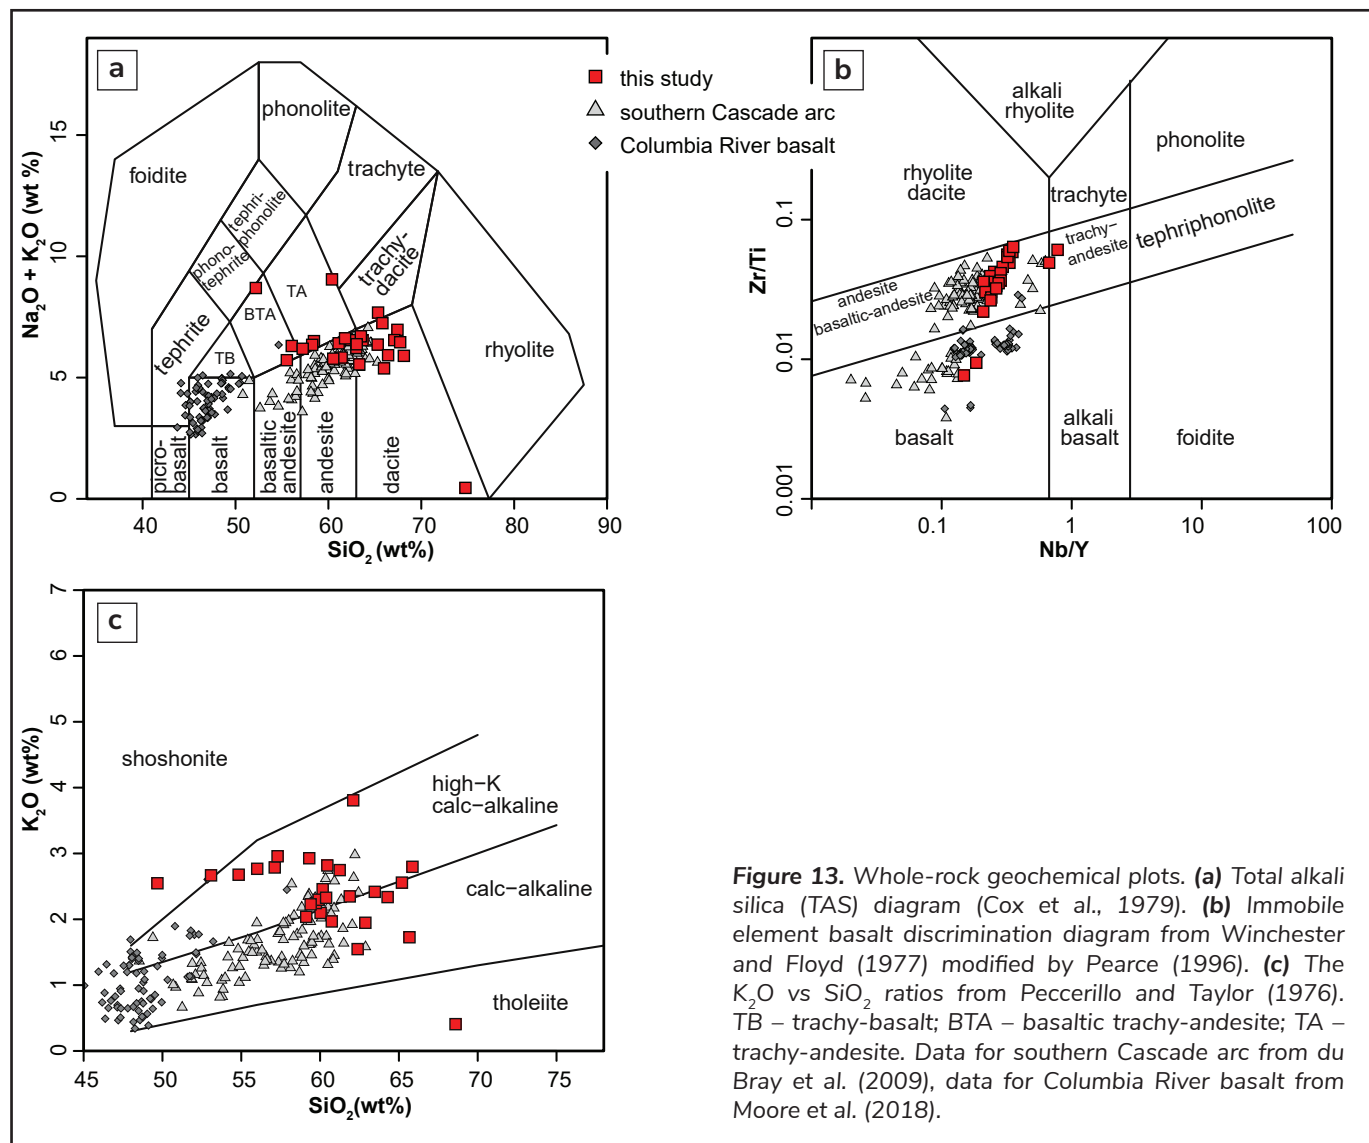 a
Na2O + K2O (wt %)
15
10
5
0
phonolite
foidite
trachyte
tephri-
phonolite
phono-
tephrite
trachy-
dacite
TA
BTA
tephrite
TB
rhyolite
picro-
basalt
basalt
basaltic
andesite
andesite
dacite
40 50 60 70 80 90
SiO2 (wt%)
this study
southern Cascade arc
Columbia River basalt
b
Zr/Ti
0.1
0.01
0.001
alkali
rhyolite
phonolite
rhyolite
dacite
trachyte
trachy-
andesite
tephriphonolite
andesite
basaltic-andesite
basalt
alkali
basalt
foidite
0.1 1 10 100
Nb/Y
c
K2O (wt%)
7
6
5
4
3
2
1
0
shoshonite
high-K
calc-alkaline
calc-alkaline
tholeiite
45 50 55 60 65 70 75
SiO2(wt%)
Figure 13. Whole-rock geochemical plots. (a) Total alkali
silica (TAS) diagram (Cox et al., 1979). (b) Immobile
element basalt discrimination diagram from Winchester
and Floyd (1977) modified by Pearce (1996). (c) The
K2O vs SiO2 ratios from Peccerillo and Taylor (1976).
TB – trachy-basalt; BTA – basaltic trachy-andesite; TA –
trachy-andesite. Data for southern Cascade arc from du
Bray et al. (2009), data for Columbia River basalt from
Moore et al. (2018).